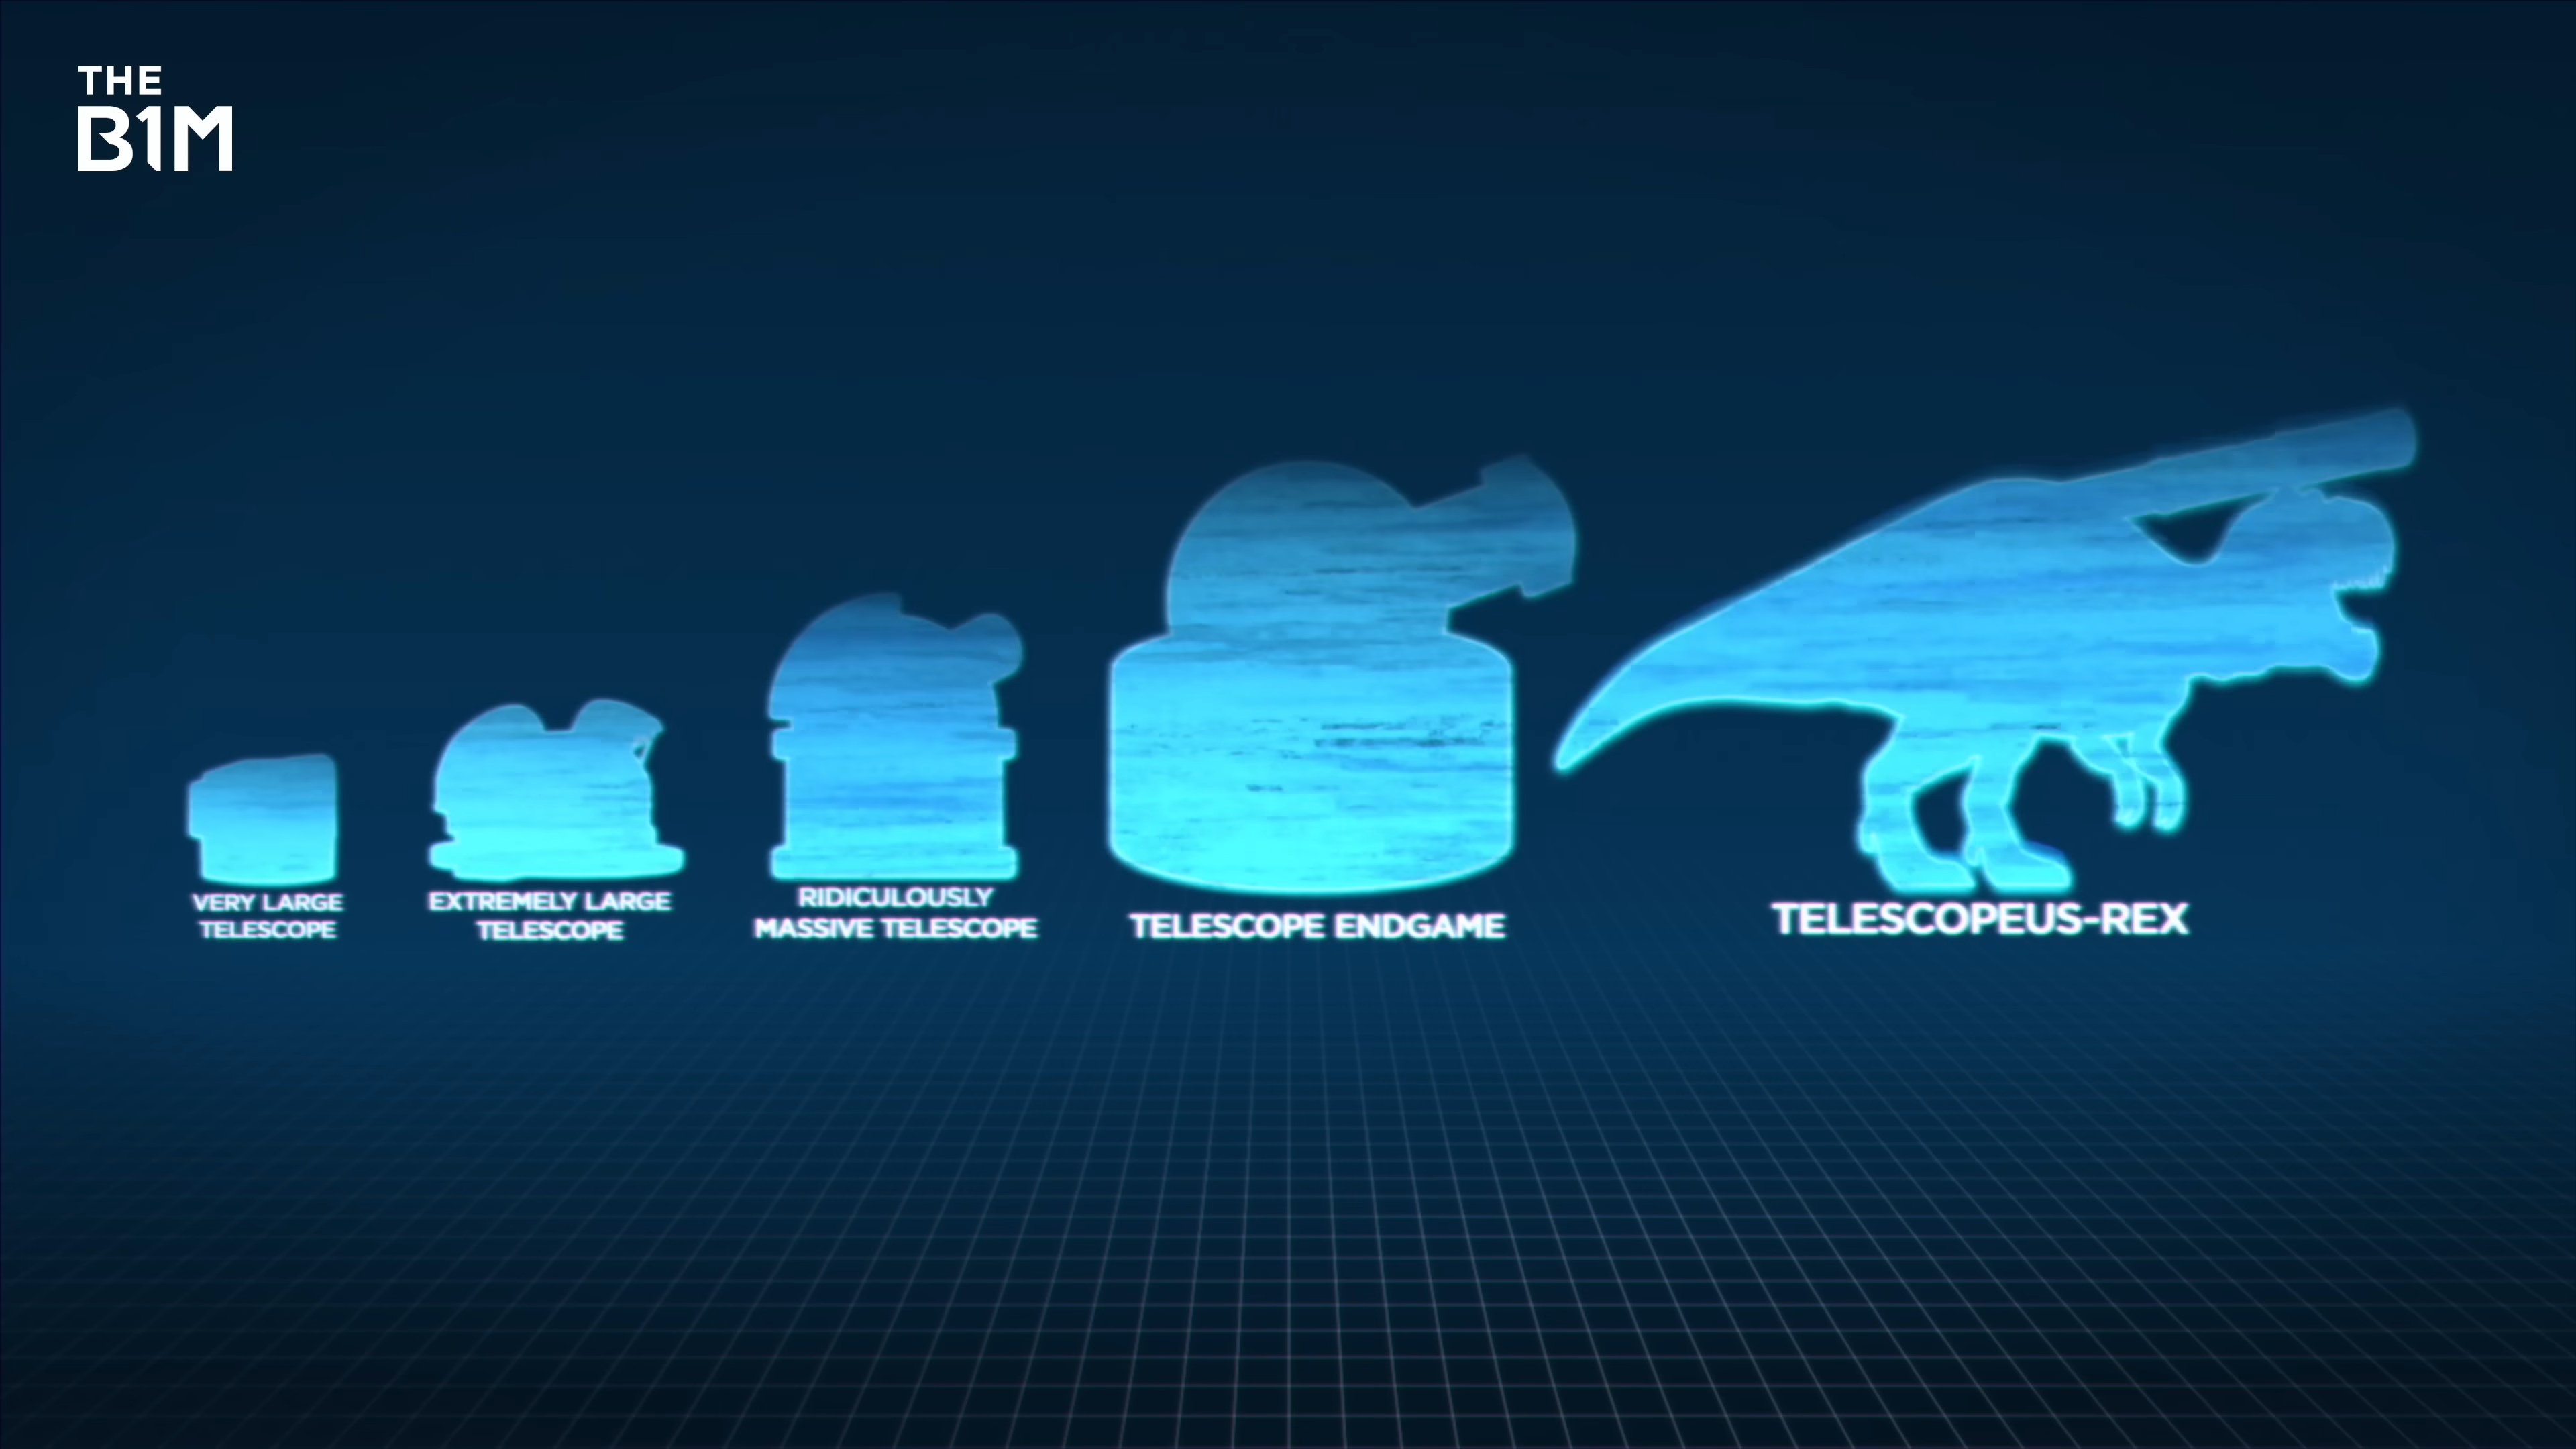 THE
B1M
VERY LARGE
TELESCOPE
EXTREMELY LARGE
TELESCOPE
RIDICULOUSLY
MASSIVE TELESCOPE
TELESCOPE ENDGAME
TELESCOPEUS-REX